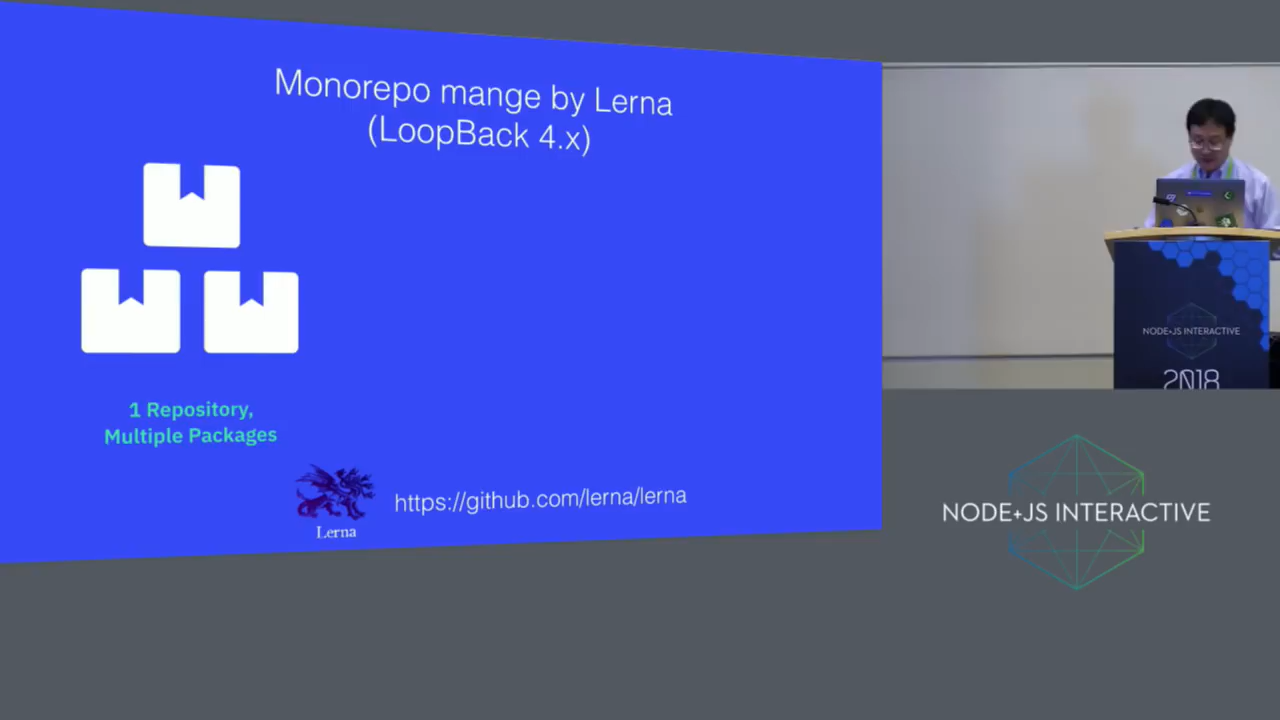 Monorepo mange by Lerna
(LoopBack 4.x)
1 Repository,
Multiple Packages
Lerna
https://github.com/lerna/lerna
NODE+JS INTERACTIVE
2018
NODE+JS INTERACTIVE